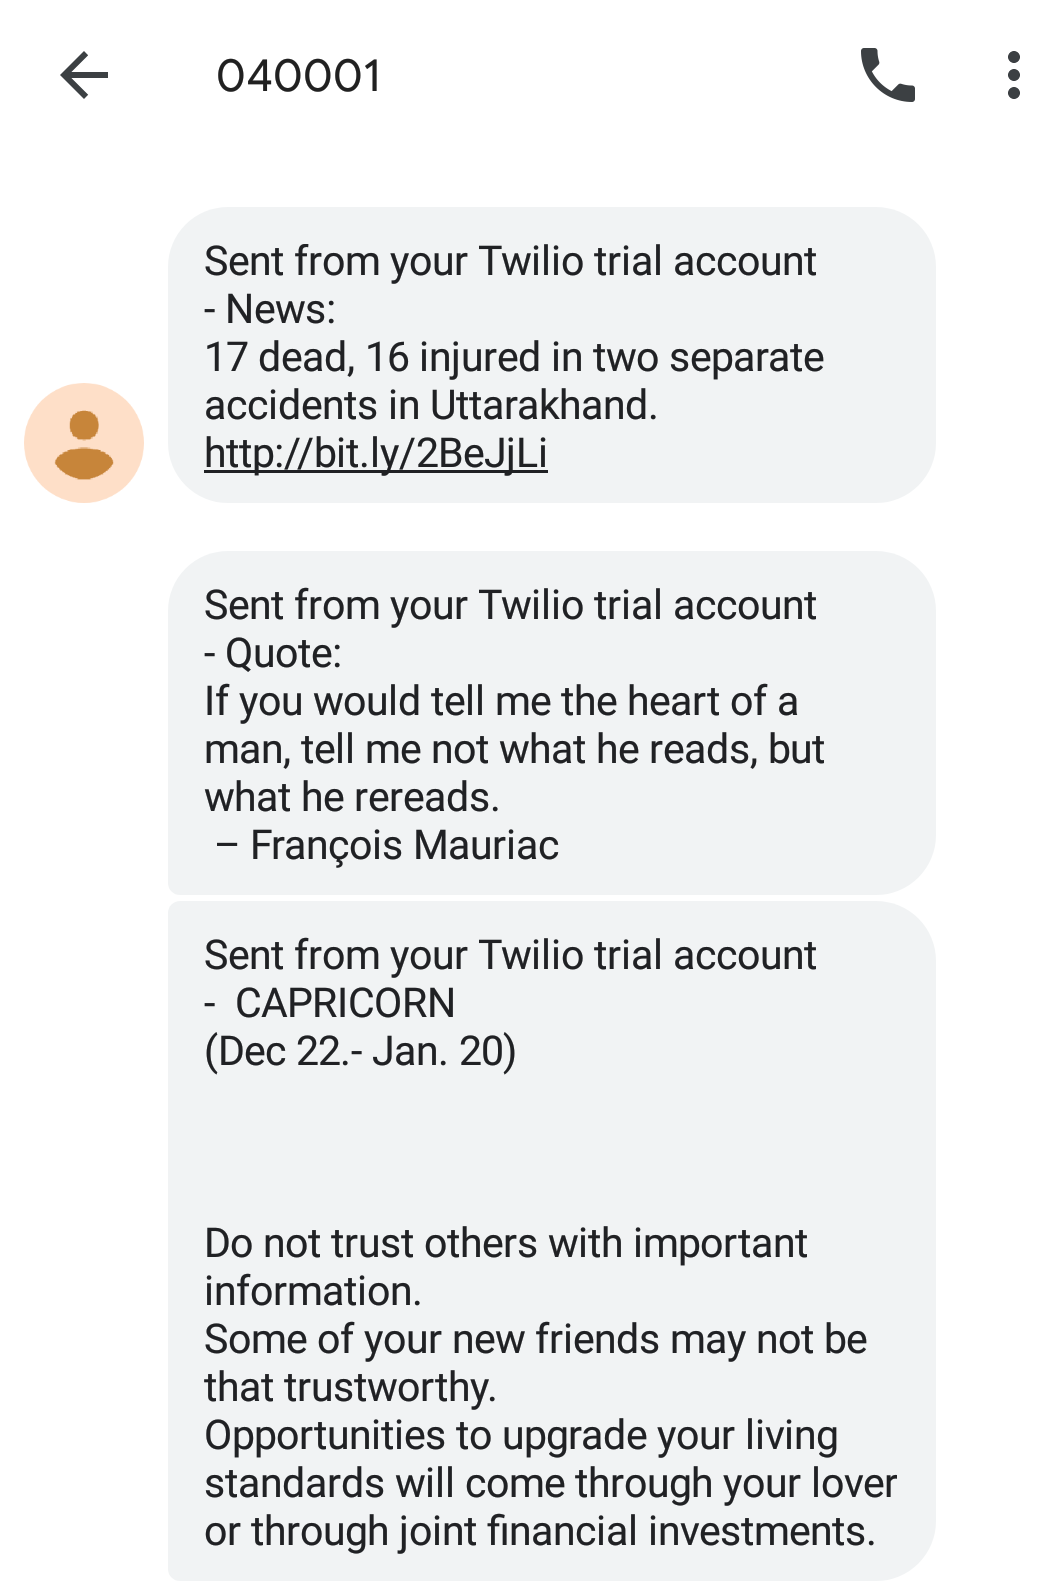 040001
Sent from your Twilio trial account
- News:
17 dead, 16 injured in two separate
accidents in Uttarakhand.
http://bit.ly/2BeJjLi
Sent from your Twilio trial account
- Quote:
If you would tell me the heart of a
man, tell me not what he reads, but
what he rereads.
– François Mauriac
Sent from your Twilio trial account
-  CAPRICORN
(Dec 22.- Jan. 20)
Do not trust others with important
information.
Some of your new friends may not be
that trustworthy.
Opportunities to upgrade your living
standards will come through your lover
or through joint financial investments.